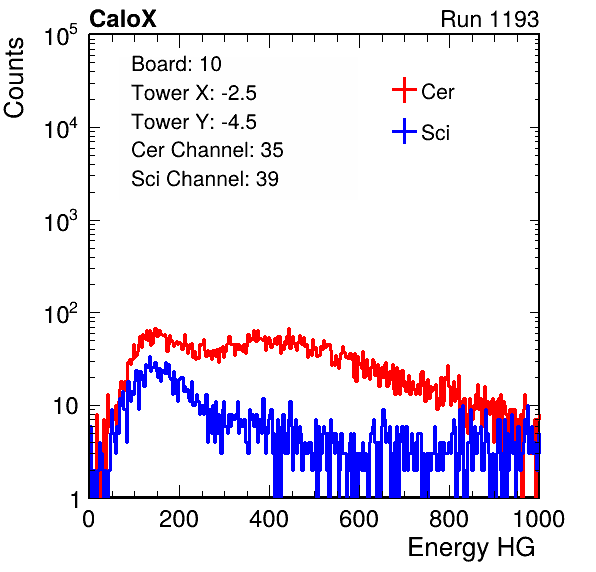 CaloX Run 1193
Counts
Board: 10
Tower X: -2.5
Tower Y: -4.5
Cer Channel: 35
Sci Channel: 39
Cer
Sci
10^5
10^4
10^3
10^2
10
1
0 200 400 600 800 1000
Energy HG